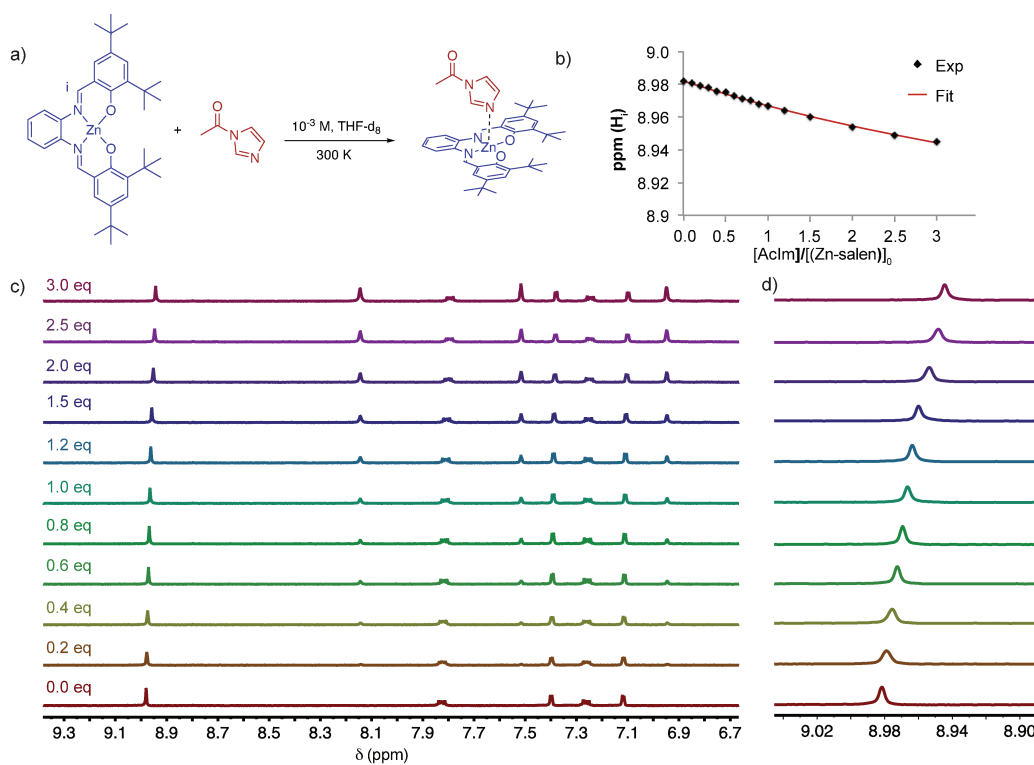 a)
i
N
O
Zn
N
O
+
O
N
N
10⁻³ M, THF-d₈
300 K
O
N
N
N
Zn
O
N
O
b)
9.0
8.98
8.96
8.94
8.92
8.9
ppm (Hᵢ)
Exp
Fit
0.0 0.5 1.0 1.5 2.0 2.5 3
[AcIm]/[(Zn-salen)]₀
c)
3.0 eq
2.5 eq
2.0 eq
1.5 eq
1.2 eq
1.0 eq
0.8 eq
0.6 eq
0.4 eq
0.2 eq
0.0 eq
9.3 9.1 8.9 8.7 8.5 8.3 8.1 7.9 7.7 7.5 7.3 7.1 6.9 6.7
δ (ppm)
d)
9.02 8.98 8.94 8.90